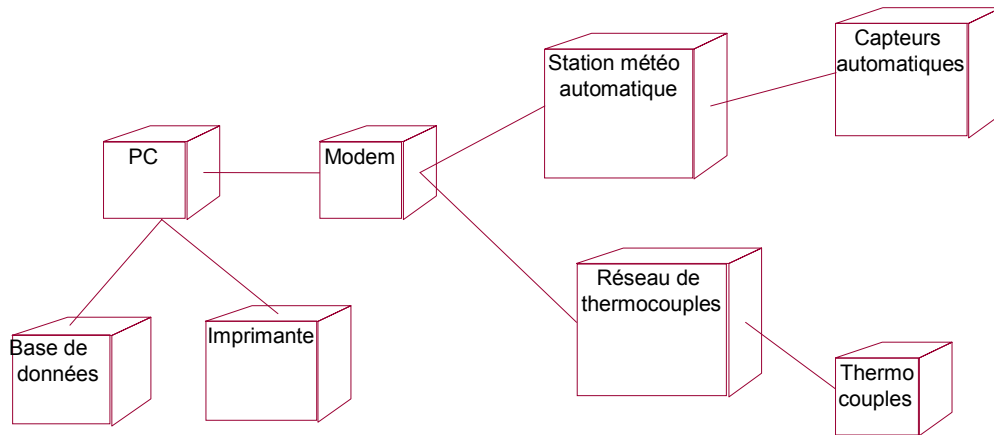 Capteurs
automatiques
Station météo
automatique
PC
Modem
Réseau de
thermocouples
Base de
données
Imprimante
Thermo
couples